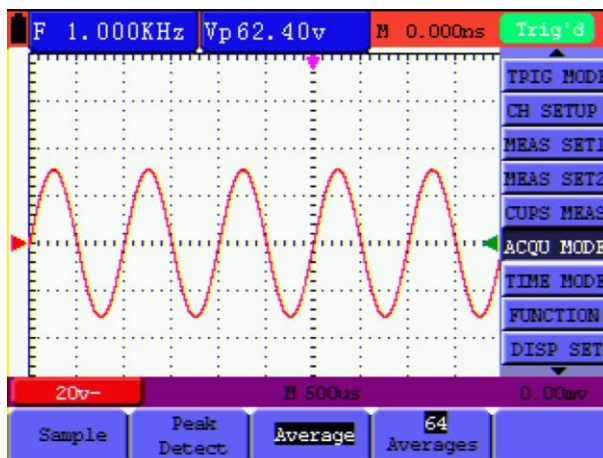 F 1.000KHz Vp62.40v M 0.000ns Trig'd
TRIG MODE
CH SETUP
MEAS SET1
MEAS SET2
CUPS MEAS
ACQU MODE
TIME MODE
FUNCTION
DISP SET
20v~ M 500us 0.00mv
Sample
Peak
Detect
Average
64
Averages